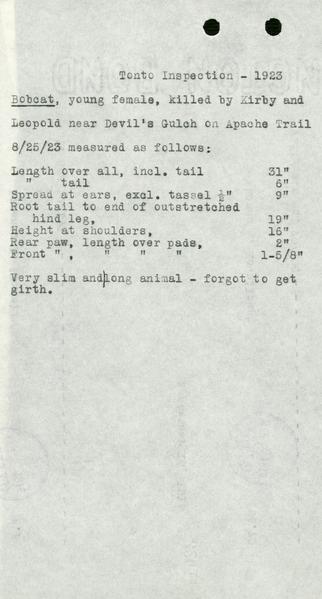 Tonto Inspection - 1923
Bobcat, young female, killed by Kirby and
Leopold near Devil's Gulch on Apache Trail
8/25/23 measured as follows:
Length over all, incl. tail 31"
" tail 6"
Spread at ears, excl. tassel ½" 9"
Root tail to end of outstretched
hind leg, 19"
Height at shoulders, 16"
Rear paw, length over pads, 2"
Front " , " " " 1-5/8"
Very slim and long animal - forgot to get
girth.